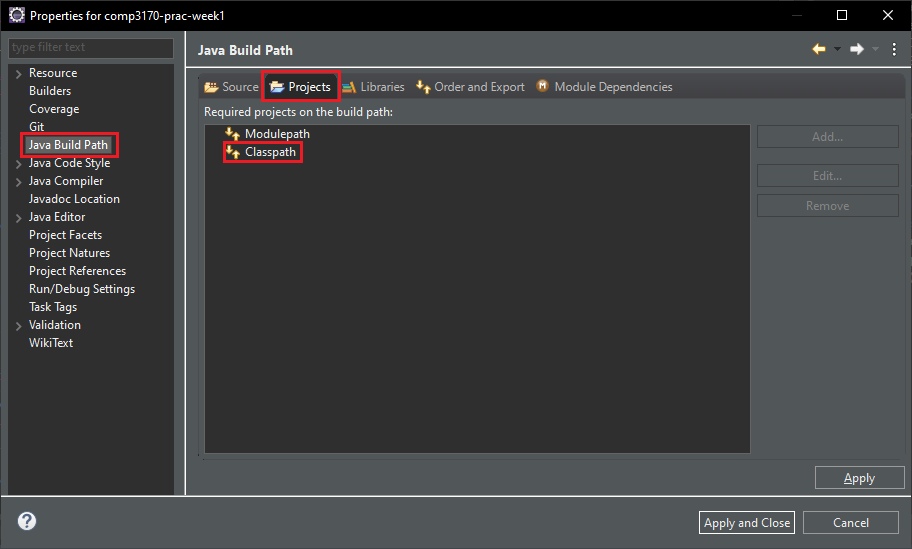 Properties for comp3170-prac-week1
type filter text
Resource
Builders
Coverage
Git
Java Build Path
Java Code Style
Java Compiler
Javadoc Location
Java Editor
Project Facets
Project Natures
Project References
Run/Debug Settings
Task Tags
Validation
WikiText
Java Build Path
Source Projects Libraries Order and Export Module Dependencies
Required projects on the build path:
Modulepath
Classpath
Add...
Edit...
Remove
Apply
Apply and Close Cancel